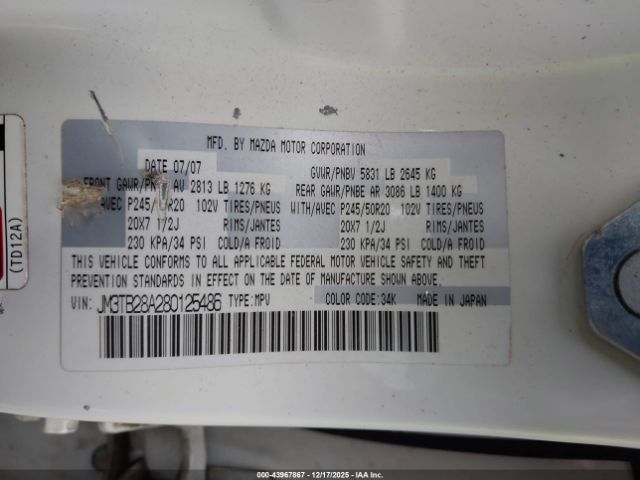 MFD. BY MAZDA MOTOR CORPORATION
DATE 07/07 GVWR/PNBV 5831 LB 2645 KG
FRONT GAWR/PN AV 2813 LB 1276 KG REAR GAWR/PNBE AR 3086 LB 1400 KG
AVEC P245/ R20 102V TIRES/PNEUS WITH/AVEC P245/50R20 102V TIRES/PNEUS
20X7 1/2J RIMS/JANTES 20X7 1/2J RIMS/JANTES
230 KPA/34 PSI COLD/A FROID 230 KPA/34 PSI COLD/A FROID
THIS VEHICLE CONFORMS TO ALL APPLICABLE FEDERAL MOTOR VEHICLE SAFETY AND THEFT
PREVENTION STANDARDS IN EFFECT ON THE DATE OF MANUFACTURE SHOWN ABOVE.
VIN: JM3TB28A280125486 TYPE: MPV COLOR CODE: 34K MADE IN JAPAN
(TD12A)
000-43967867 - 12/17/2025 - IAA Inc.